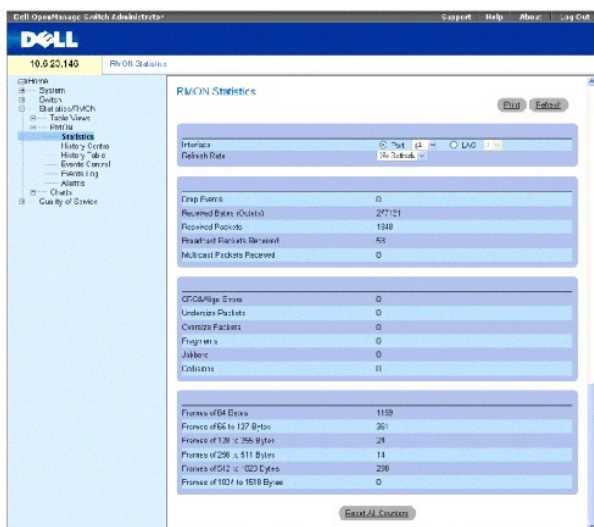 Dell OpenManage Switch Administrator
Support Help About Log Out
DELL
10.6.23.146 RMON Statistics
Home
System
Switch
Statistics/RMON
Table Views
RMON
Statistics
History Control
History Table
Events Control
Events Log
Alarms
Charts
Quality of Service
RMON Statistics
Print Refresh
Interface Port g1 LAG
Refresh Rate No Refresh
Drop Events 0
Received Bytes (Octets) 277131
Received Packets 1848
Broadcast Packets Received 53
Multicast Packets Received 0
CRC&Align Errors 0
Undersize Packets 0
Oversize Packets 0
Fragments 0
Jabbers 0
Collisions 0
Frames of 64 Bytes 1159
Frames of 65 to 127 Bytes 361
Frames of 128 to 255 Bytes 24
Frames of 256 to 511 Bytes 14
Frames of 512 to 1023 Bytes 290
Frames of 1024 to 1518 Bytes 0
Reset All Counters